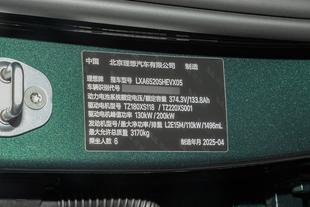 中国 北京理想汽车有限公司 制造
理想牌 整车型号 LXA6520SHEVX05
车辆识别代号
动力电池系统额定电压/额定容量 374.3V/133.8Ah
驱动电机型号 TZ180XS118 / TZ220XS001
驱动电机峰值功率 130kW/200kW
发动机型号/最大净功率/排量 L2E15M/110kW/1496mL
最大允许总质量 3170kg
乘坐人数 6 制造年月 2025-04